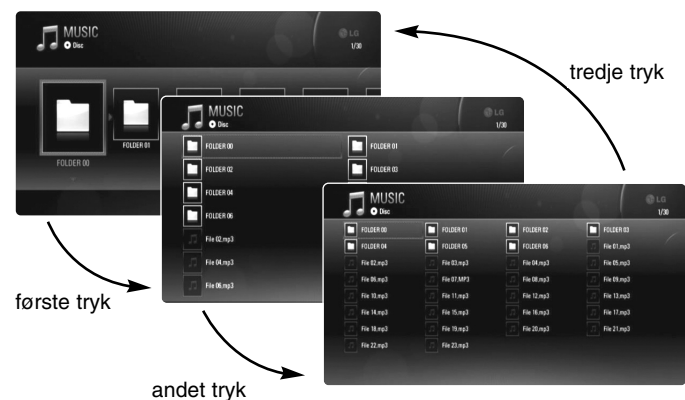 MUSIC
Disc
LG
1/30
FOLDER 00
FOLDER 01
tredje tryk
MUSIC
Disc
LG
1/30
FOLDER 00 FOLDER 01
FOLDER 02 FOLDER 03
FOLDER 04
FOLDER 06
File 02.mp3
File 04.mp3
File 06.mp3
MUSIC
Disc
LG
1/30
FOLDER 00 FOLDER 01 FOLDER 02 FOLDER 03
FOLDER 04 FOLDER 05 FOLDER 06 File 01.mp3
File 02.mp3 File 03.mp3 File 04.mp3 File 05.mp3
File 06.mp3 File 07.MP3 File 08.mp3 File 09.mp3
File 10.mp3 File 11.mp3 File 12.mp3 File 13.mp3
File 14.mp3 File 15.mp3 File 16.mp3 File 17.mp3
File 18.mp3 File 19.mp3 File 20.mp3 File 21.mp3
File 22.mp3 File 23.mp3
første tryk
andet tryk